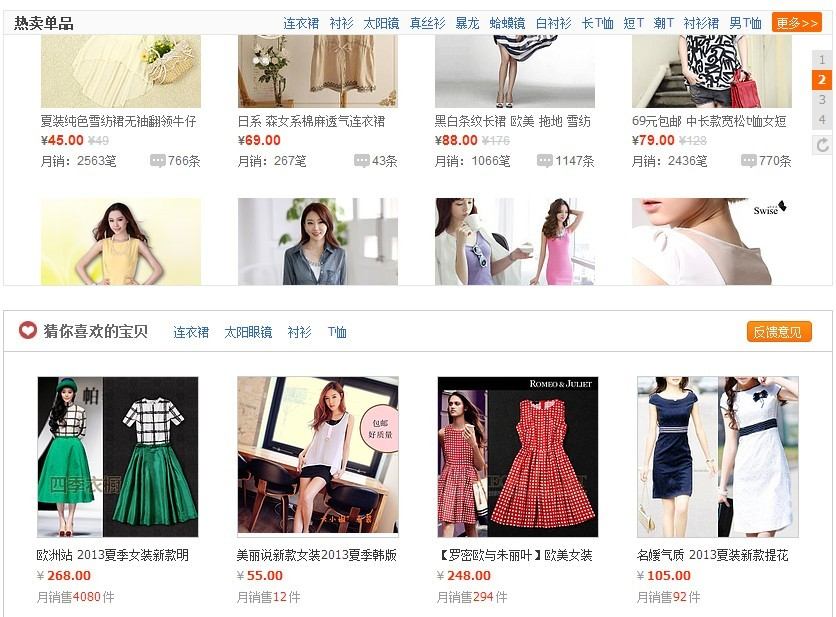 热卖单品 连衣裙 衬衫 太阳镜 真丝衫 暴龙 蛤蟆镜 白衬衫 长T恤 短T 潮T 衬衫裙 男T恤 更多>>
1
2
3
4
夏装纯色雪纺裙无袖翻领牛仔
¥45.00 ¥49
月销：2563笔 766条
日系 森女系棉麻透气连衣裙
¥69.00
月销：267笔 43条
黑白条纹长裙 欧美 拖地 雪纺
¥88.00 ¥176
月销：1066笔 1147条
69元包邮 中长款宽松t恤女短
¥79.00 ¥128
月销：2436笔 770条
Swise
猜你喜欢的宝贝 连衣裙 太阳眼镜 衬衫 T恤 反馈意见
帕
四季衣橱
包邮
好质量
ROMEO & JULIET
欧洲站 2013夏季女装新款明
¥ 268.00
月销售4080件
美丽说新款女装2013夏季韩版
¥ 55.00
月销售12件
【罗密欧与朱丽叶】欧美女装
¥ 248.00
月销售294件
名媛气质 2013夏装新款提花
¥ 105.00
月销售92件